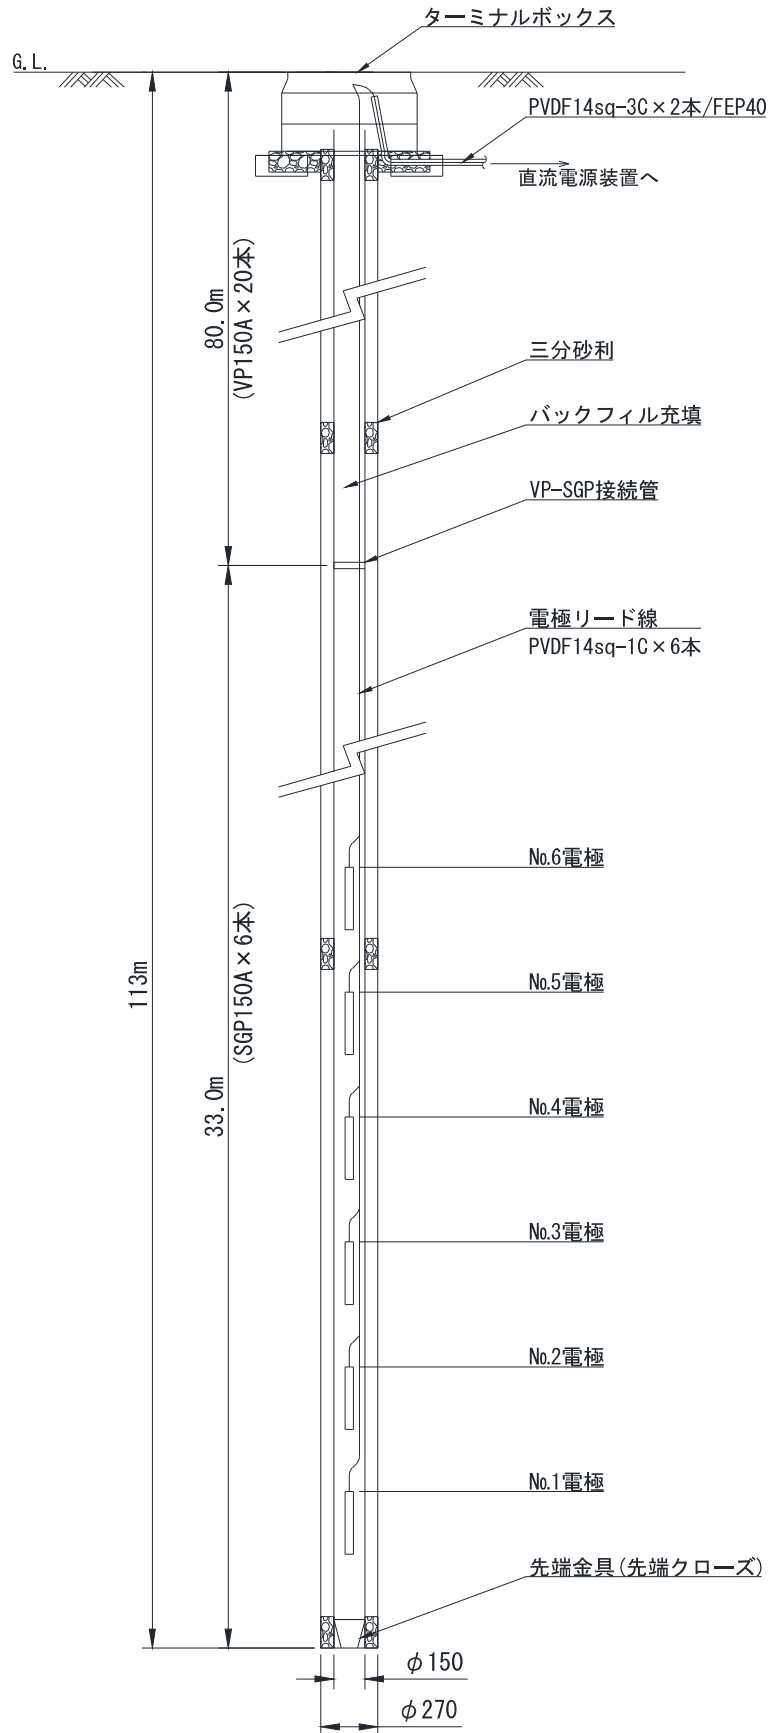 ターミナルボックス
G.L.
PVDF14sq-3C×2本/FEP40
直流電源装置へ
80.0m
(VP150A×20本)
三分砂利
バックフィル充填
VP-SGP接続管
電極リード線
PVDF14sq-1C×6本
No.6電極
113m
33.0m
(SGP150A×6本)
No.5電極
No.4電極
No.3電極
No.2電極
No.1電極
先端金具(先端クローズ)
φ150
φ270